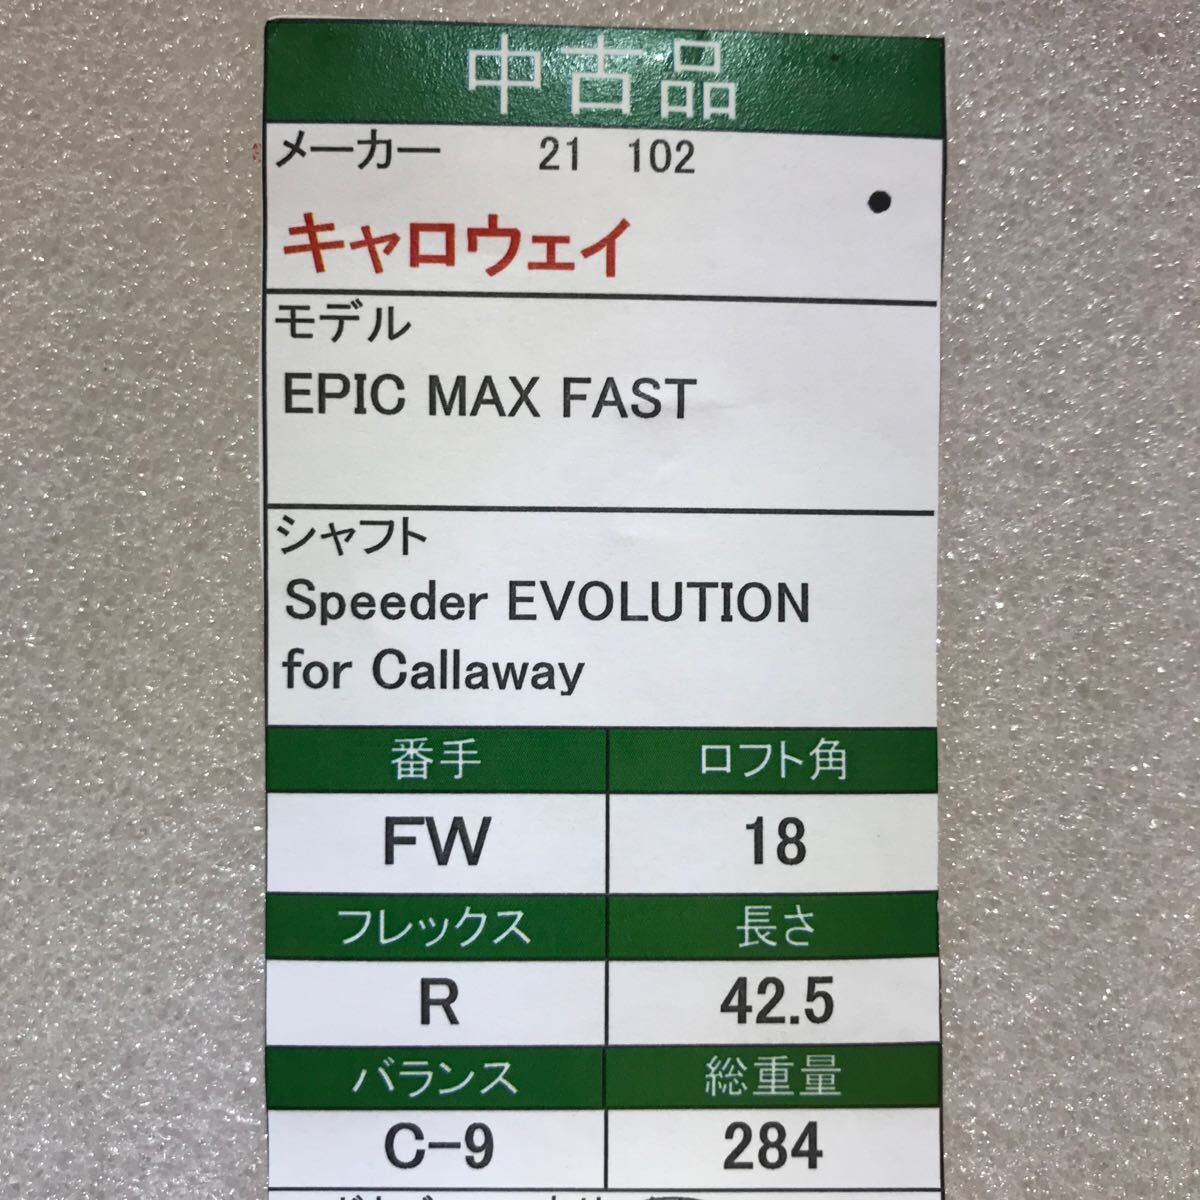 中古品
メーカー 21 102
キャロウェイ
モデル
EPIC MAX FAST
シャフト
Speeder EVOLUTION
for Callaway
番手 ロフト角
FW 18
フレックス 長さ
R 42.5
バランス 総重量
C-9 284